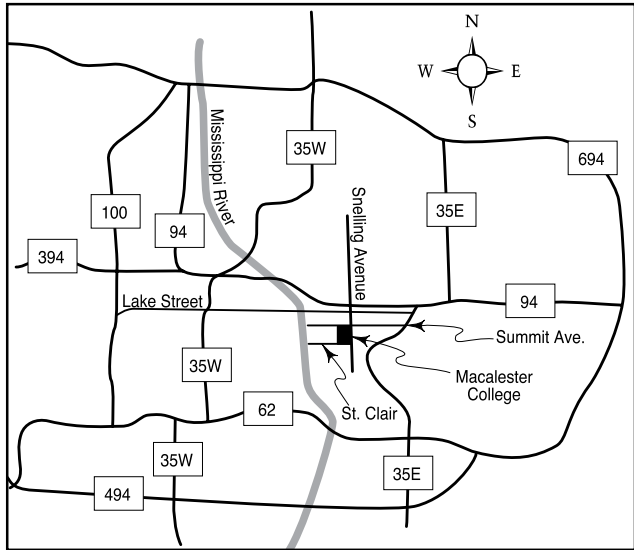 N
W
E
S
Mississippi River
35W
694
Snelling Avenue
100
35E
94
394
Lake Street
94
Summit Ave.
35W
Macalester
College
62
St. Clair
35W
35E
494